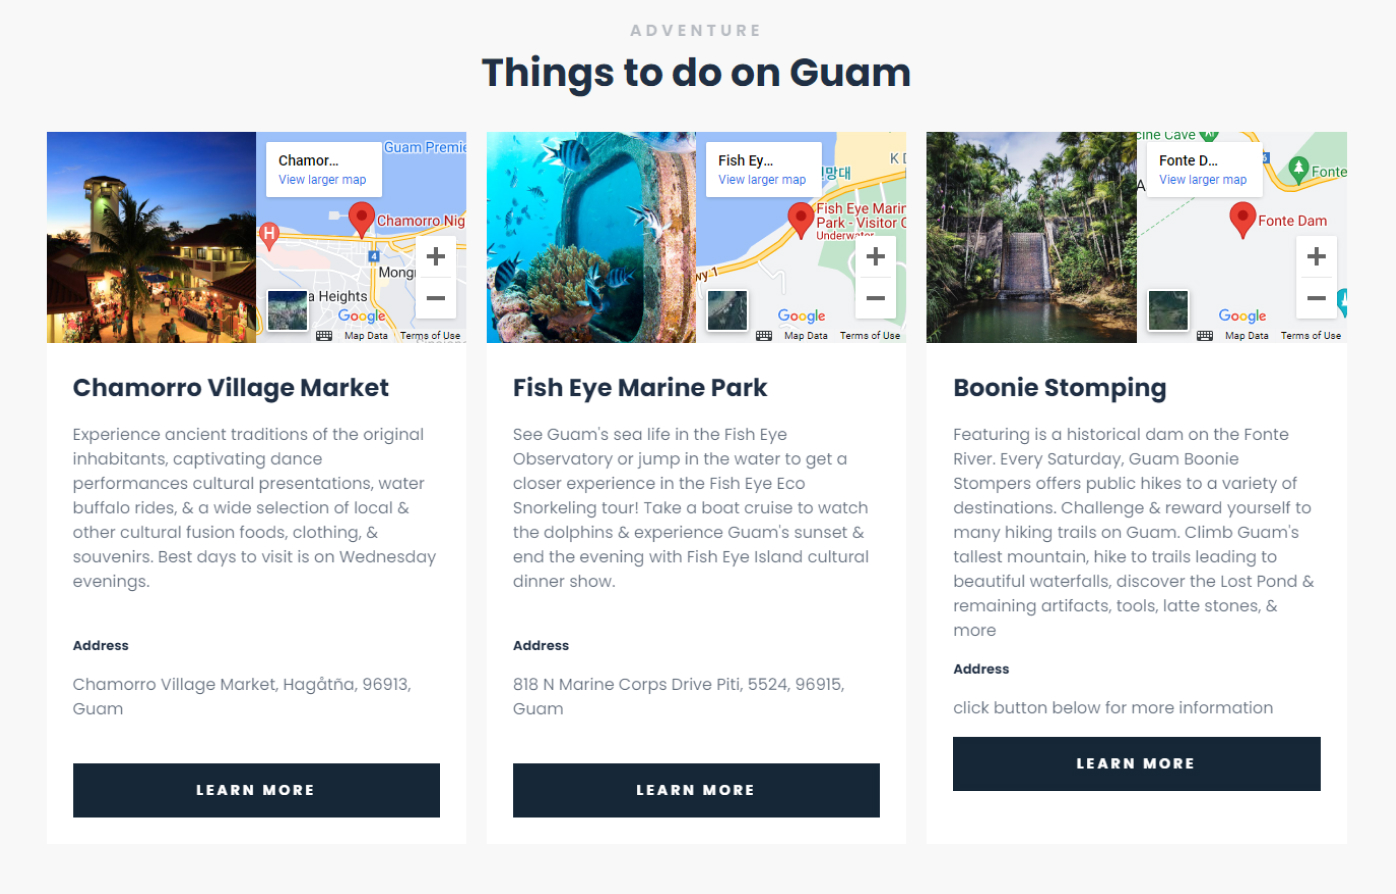 ADVENTURE
Things to do on Guam
Chamor...
View larger map
Guam Premie
Chamorro Nig
H
4
Mong
a Heights
Google
Map Data
Terms of Use
Fish Ey...
View larger map
망대
K D
Fish Eye Marin
Park - Visitor C
Underwater
wy 1
Google
Map Data
Terms of Use
cine Cave
Fonte D...
View larger map
A
6
Fonte
Fonte Dam
Google
Map Data
Terms of Use
Chamorro Village Market
Experience ancient traditions of the original
inhabitants, captivating dance
performances cultural presentations, water
buffalo rides, & a wide selection of local &
other cultural fusion foods, clothing, &
souvenirs. Best days to visit is on Wednesday
evenings.
Address
Chamorro Village Market, Hagåtña, 96913,
Guam
LEARN MORE
Fish Eye Marine Park
See Guam's sea life in the Fish Eye
Observatory or jump in the water to get a
closer experience in the Fish Eye Eco
Snorkeling tour! Take a boat cruise to watch
the dolphins & experience Guam's sunset &
end the evening with Fish Eye Island cultural
dinner show.
Address
818 N Marine Corps Drive Piti, 5524, 96915,
Guam
LEARN MORE
Boonie Stomping
Featuring is a historical dam on the Fonte
River. Every Saturday, Guam Boonie
Stompers offers public hikes to a variety of
destinations. Challenge & reward yourself to
many hiking trails on Guam. Climb Guam's
tallest mountain, hike to trails leading to
beautiful waterfalls, discover the Lost Pond &
remaining artifacts, tools, latte stones, &
more
Address
click button below for more information
LEARN MORE